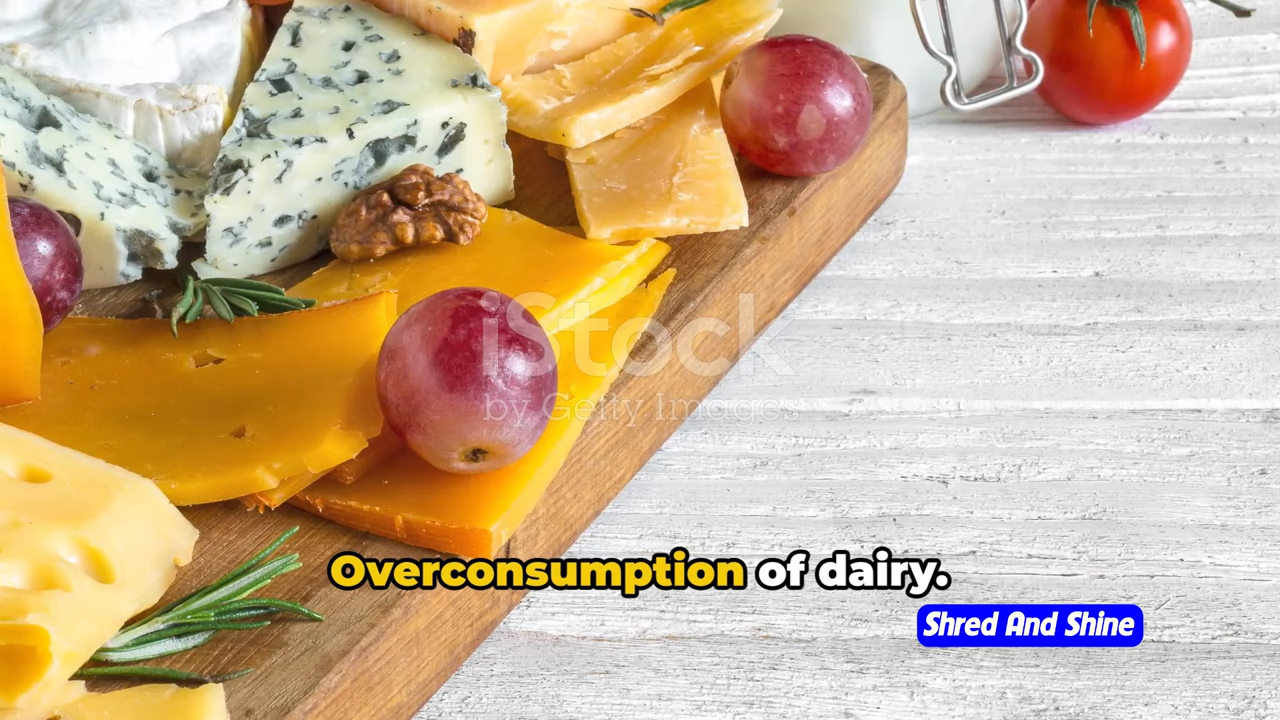 iStock
by Getty Images
Overconsumption of dairy.
Shred And Shine